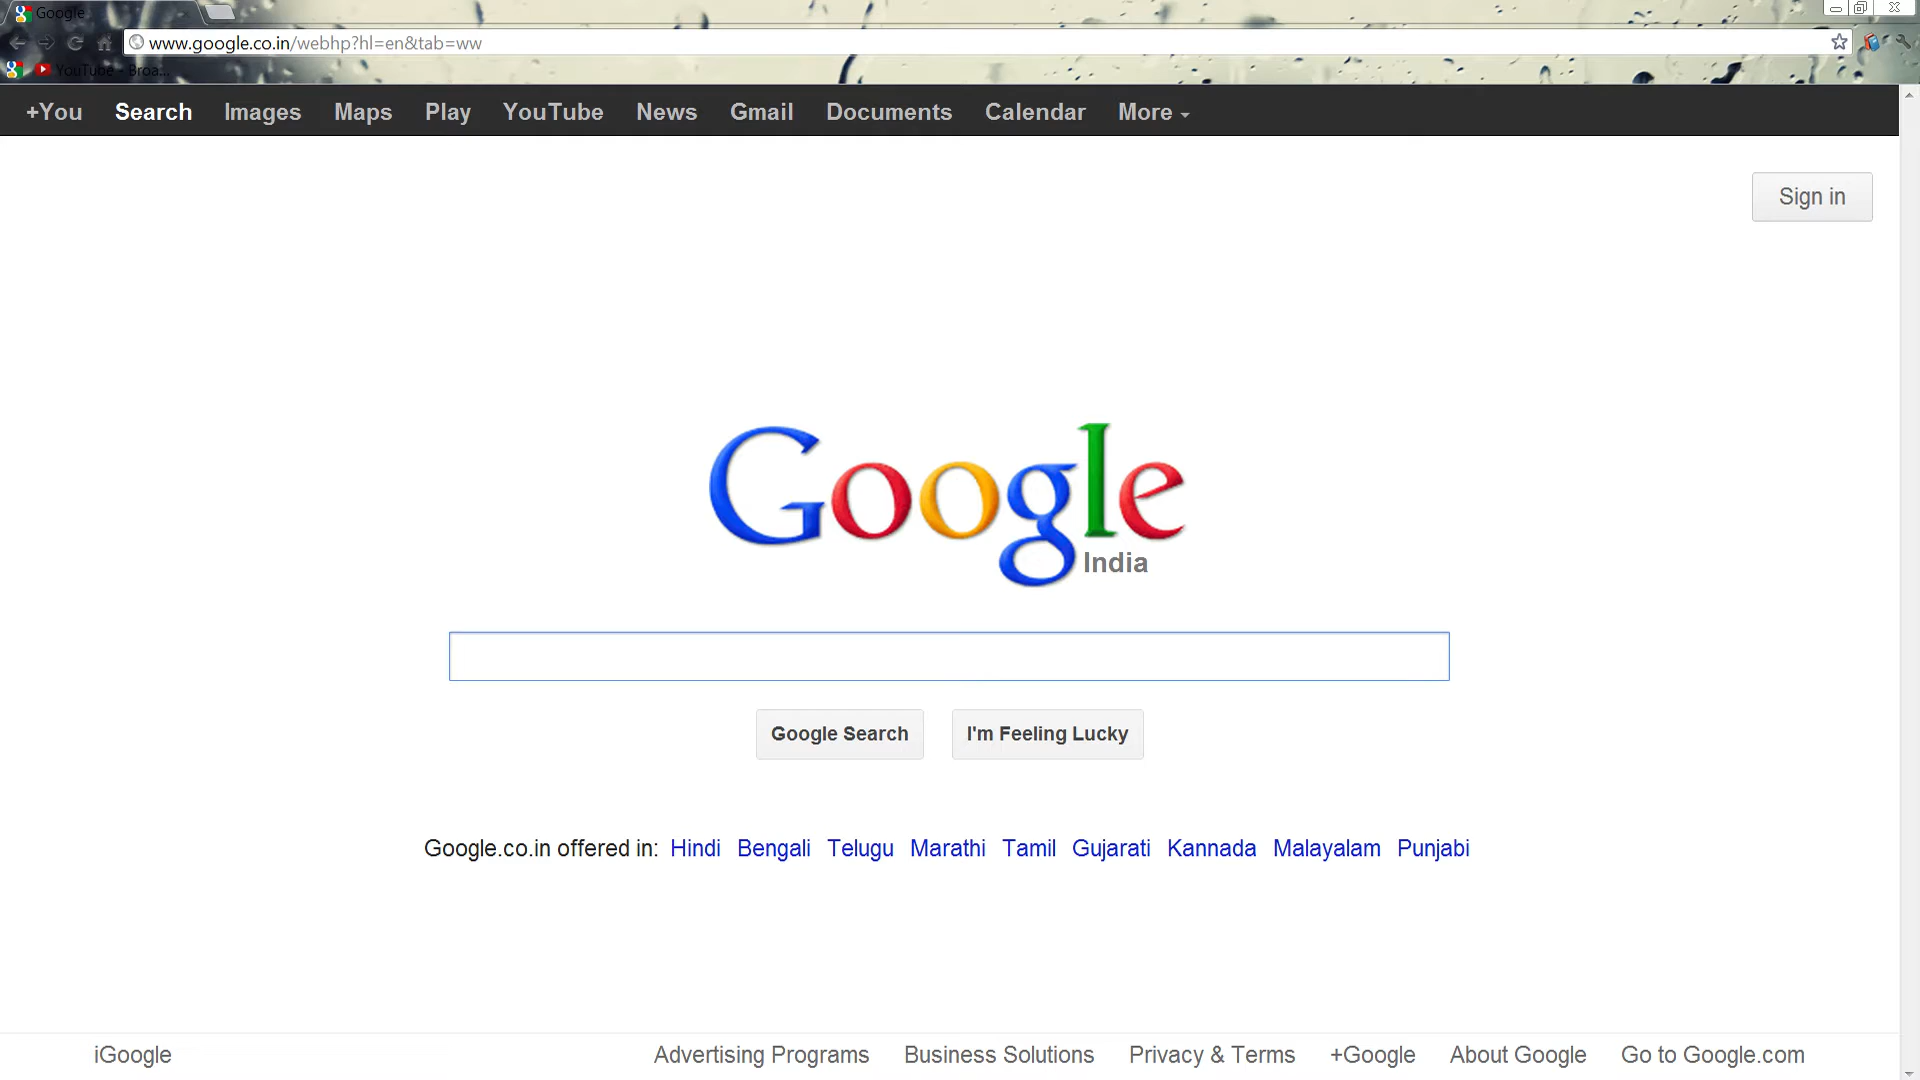 Google
www.google.co.in/webhp?hl=en&tab=ww
YouTube - Broa...
+You Search Images Maps Play YouTube News Gmail Documents Calendar More
Sign in
Google
India
Google Search I'm Feeling Lucky
Google.co.in offered in: Hindi Bengali Telugu Marathi Tamil Gujarati Kannada Malayalam Punjabi
iGoogle Advertising Programs Business Solutions Privacy & Terms +Google About Google Go to Google.com